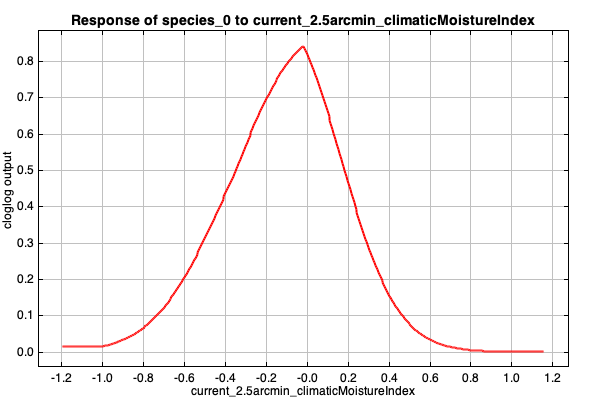 Response of species_0 to current_2.5arcmin_climaticMoistureIndex
cloglog output
0.8
0.7
0.6
0.5
0.4
0.3
0.2
0.1
0.0
-1.2 -1.0 -0.8 -0.6 -0.4 -0.2 -0.0 0.2 0.4 0.6 0.8 1.0 1.2
current_2.5arcmin_climaticMoistureIndex